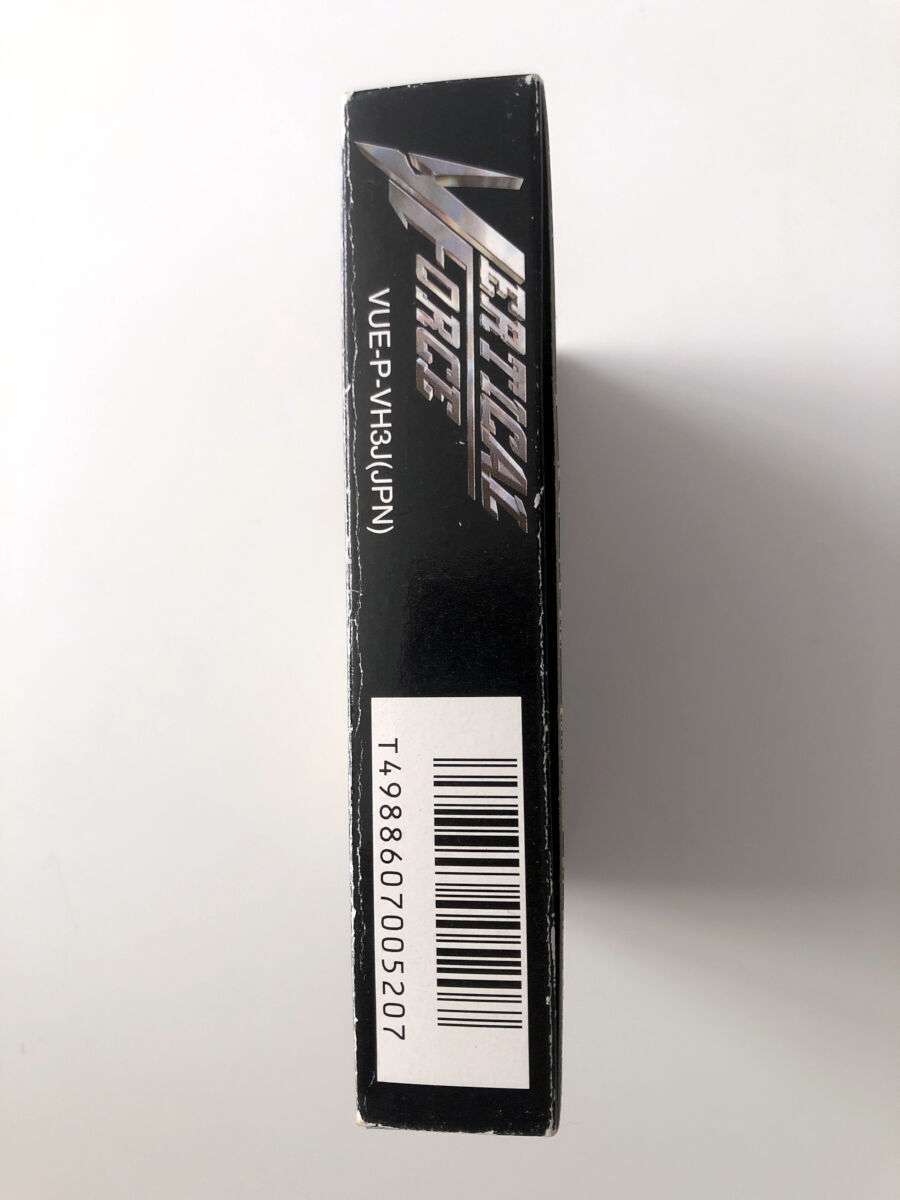 VERTICAL
FORCE
VUE-P-VH3J(JPN)
T4988607005207